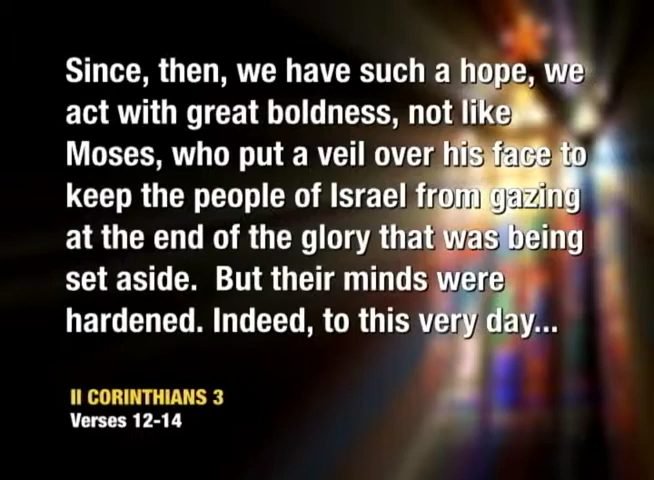 Since, then, we have such a hope, we
act with great boldness, not like
Moses, who put a veil over his face to
keep the people of Israel from gazing
at the end of the glory that was being
set aside.  But their minds were
hardened. Indeed, to this very day...
II CORINTHIANS 3
Verses 12-14